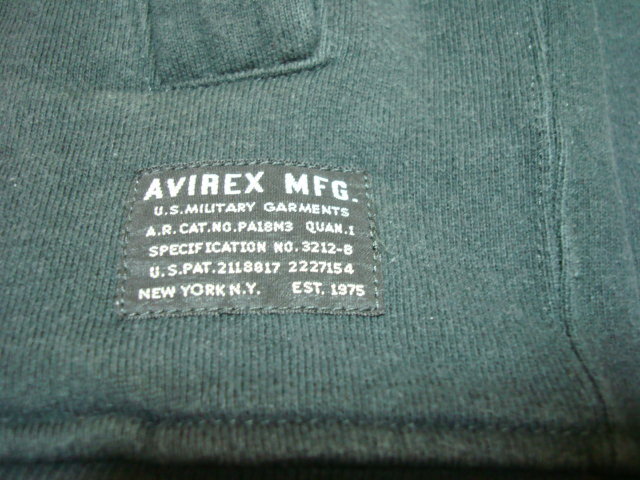 AVIREX MFG.
U.S.MILITARY GARMENTS
A.R.CAT.NO.PA18M3 QUAN.1
SPECIFICATION NO.3212-B
U.S.PAT.2118817 2227154
NEW YORK N.Y. EST.1975